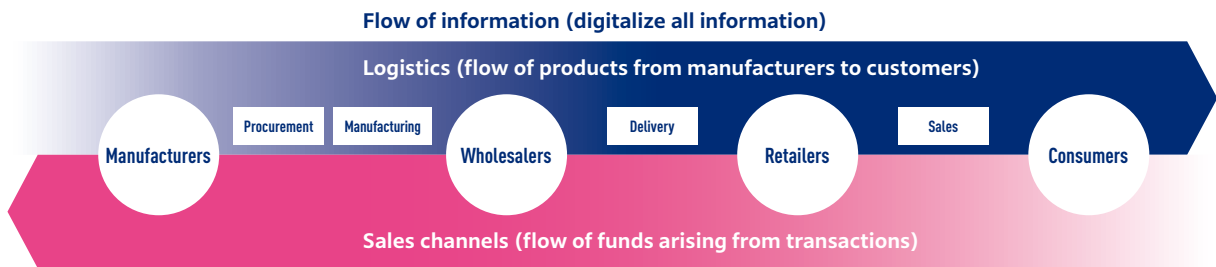 Flow of information (digitalize all information)
Logistics (flow of products from manufacturers to customers)
Procurement
Manufacturing
Delivery
Sales
Manufacturers
Wholesalers
Retailers
Consumers
Sales channels (flow of funds arising from transactions)